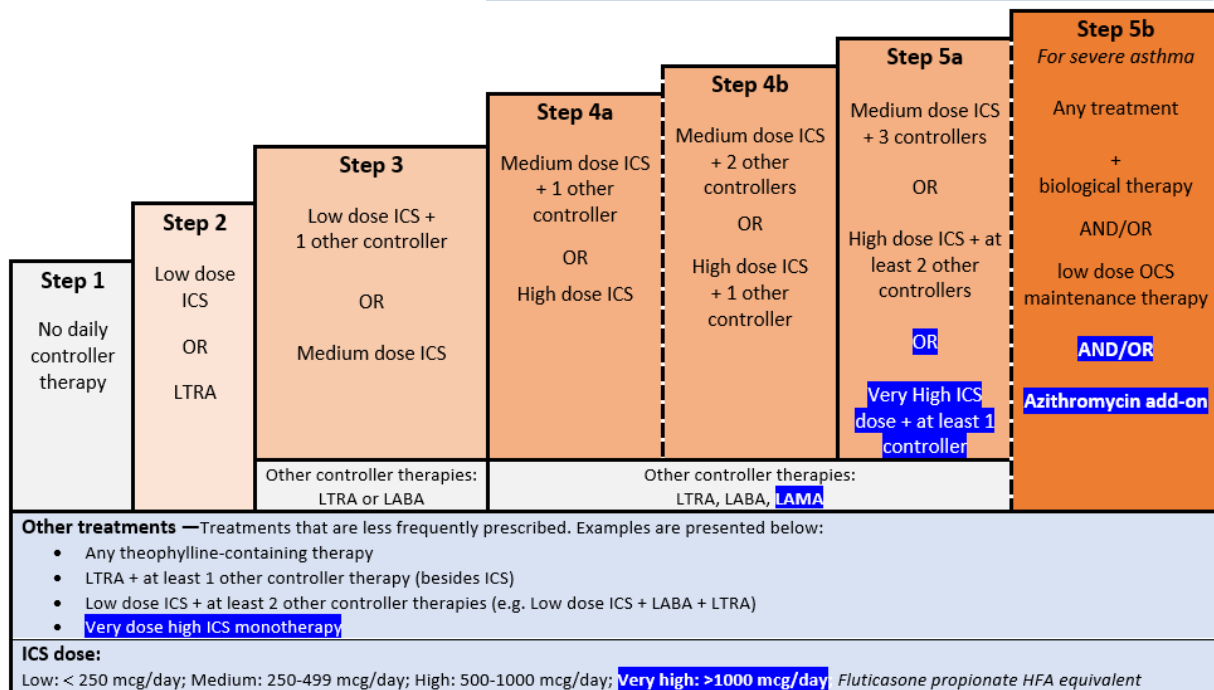 Step 1
No daily
controller
therapy
Step 2
Low dose
ICS
OR
LTRA
Step 3
Low dose ICS +
1 other controller
OR
Medium dose ICS
Other controller therapies:
LTRA or LABA
Step 4a
Medium dose ICS
+ 1 other
controller
OR
High dose ICS
Step 4b
Medium dose ICS
+ 2 other
controllers
OR
High dose ICS
+ 1 other
controller
Step 5a
Medium dose ICS
+ 3 controllers
OR
High dose ICS + at
least 2 other
controllers
OR
Very High ICS
dose + at least 1
controller
Other controller therapies:
LTRA, LABA, LAMA
Step 5b
For severe asthma
Any treatment
+
biological therapy
AND/OR
low dose OCS
maintenance therapy
AND/OR
Azithromycin add-on
Other treatments —Treatments that are less frequently prescribed. Examples are presented below:
• Any theophylline-containing therapy
• LTRA + at least 1 other controller therapy (besides ICS)
• Low dose ICS + at least 2 other controller therapies (e.g. Low dose ICS + LABA + LTRA)
• Very dose high ICS monotherapy
ICS dose:
Low: < 250 mcg/day; Medium: 250-499 mcg/day; High: 500-1000 mcg/day; Very high: >1000 mcg/day Fluticasone propionate HFA equivalent